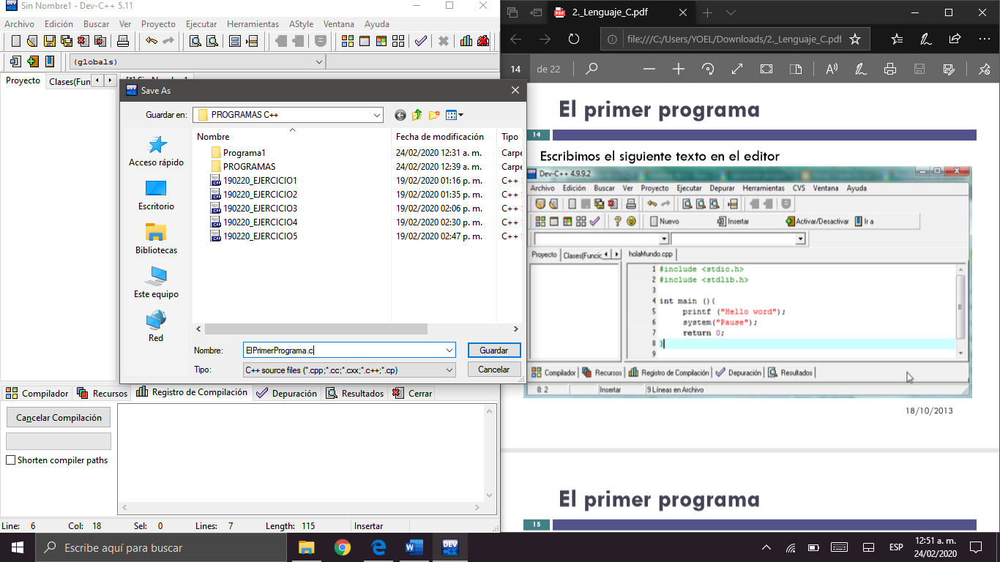 Sin Nombre1 - Dev-C++ 5.11
Archivo Edición Buscar Ver Proyecto Ejecutar Herramientas AStyle Ventana Ayuda
(globals)
Proyecto Clases(Fun
Save As
Guardar en: PROGRAMAS C++
Nombre Fecha de modificación Tipo
Programa1 24/02/2020 12:31 a. m. Carpe
PROGRAMAS 24/02/2020 12:39 a. m. Carpe
190220_EJERCICIO1 19/02/2020 01:16 p. m. C++ S
190220_EJERCICIO2 19/02/2020 01:35 p. m. C++ S
190220_EJERCICIO3 19/02/2020 02:06 p. m. C++ S
190220_EJERCICIO4 19/02/2020 02:30 p. m. C++ S
190220_EJERCICIO5 19/02/2020 02:47 p. m. C++ S
Acceso rápido
Escritorio
Bibliotecas
Este equipo
Red
Nombre: ElPrimerPrograma.c Guardar
Tipo: C++ source files (*.cpp;*.cc;*.cxx;*.c++;*.cp) Cancelar
Compilador Recursos Registro de Compilación Depuración Resultados Cerrar
Cancelar Compilación
Shorten compiler paths
Line: 6 Col: 18 Sel: 0 Lines: 7 Length: 115 Insertar
2._Lenguaje_C.pdf
file:///C:/Users/YOEL/Downloads/2._Lenguaje_C.pdf
14 de 22
El primer programa
14
Escribimos el siguiente texto en el editor
Dev-C++ 4.9.9.2
Archivo Edición Buscar Ver Proyecto Ejecutar Depurar Herramientas CVS Ventana Ayuda
Nuevo Insertar Activar/Desactivar Ir a
Proyecto Clases(Funcio holaMundo.cpp
1 #include <stdio.h>
2 #include <stdlib.h>
3
4 int main (){
5 printf ("Hello word");
6 system("Pause");
7 return 0;
8 }
9
Compilador Recursos Registro de Compilación Depuración Resultados
8: 2 Insertar 9 Lineas en Archivo
18/10/2013
El primer programa
15
Escribe aquí para buscar
ESP
12:51 a. m.
24/02/2020